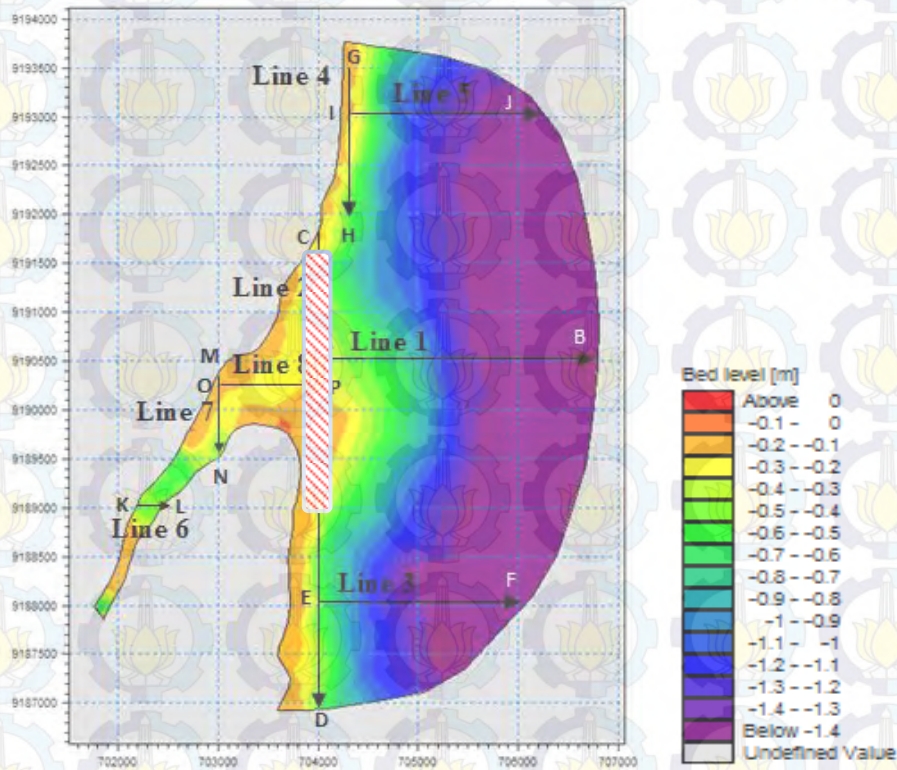 9194000
9193500
9193000
9192500
9192000
9191500
9191000
9190500
9190000
9189500
9189000
9188500
9188000
9187500
9187000
702000 703000 704000 705000 706000 707000
G
Line 4
Line 5
J
I
C
H
Line
M
Line 8
Line 1
B
O
P
Line 7
N
K
L
Line 6
E
Line 3
F
D
Bed level [m]
Above 0
-0.1 - 0
-0.2 - -0.1
-0.3 - -0.2
-0.4 - -0.3
-0.5 - -0.4
-0.6 - -0.5
-0.7 - -0.6
-0.8 - -0.7
-0.9 - -0.8
-1 - -0.9
-1.1 - -1
-1.2 - -1.1
-1.3 - -1.2
-1.4 - -1.3
Below -1.4
Undefined Value